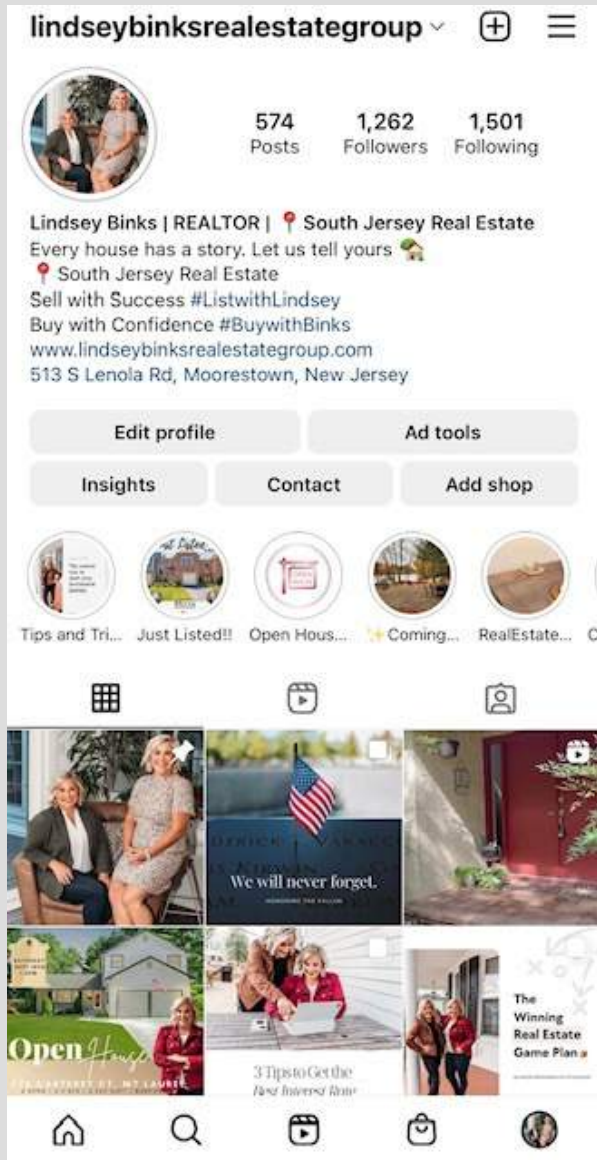 lindseybinksrealestategroup
574 1,262 1,501
Posts Followers Following
Lindsey Binks | REALTOR | 📍 South Jersey Real Estate
Every house has a story. Let us tell yours 🏡
📍 South Jersey Real Estate
Sell with Success #ListwithLindsey
Buy with Confidence #BuywithBinks
www.lindseybinksrealestategroup.com
513 S Lenola Rd, Moorestown, New Jersey
Edit profile Ad tools
Insights Contact Add shop
Tips and Tri... Just Listed!! Open Hous... ✨Coming... RealEstate...
We will never forget.
HONORING THE FALLEN
Open House
3 Tips to Get the
Best Interest Rate
The
Winning
Real Estate
Game Plan